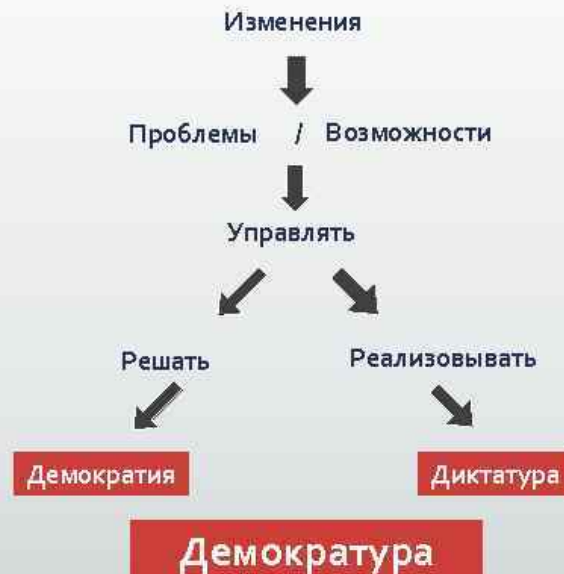 Изменения
Проблемы / Возможности
Управлять
Решать Реализовывать
Демократия Диктатура
Демократура